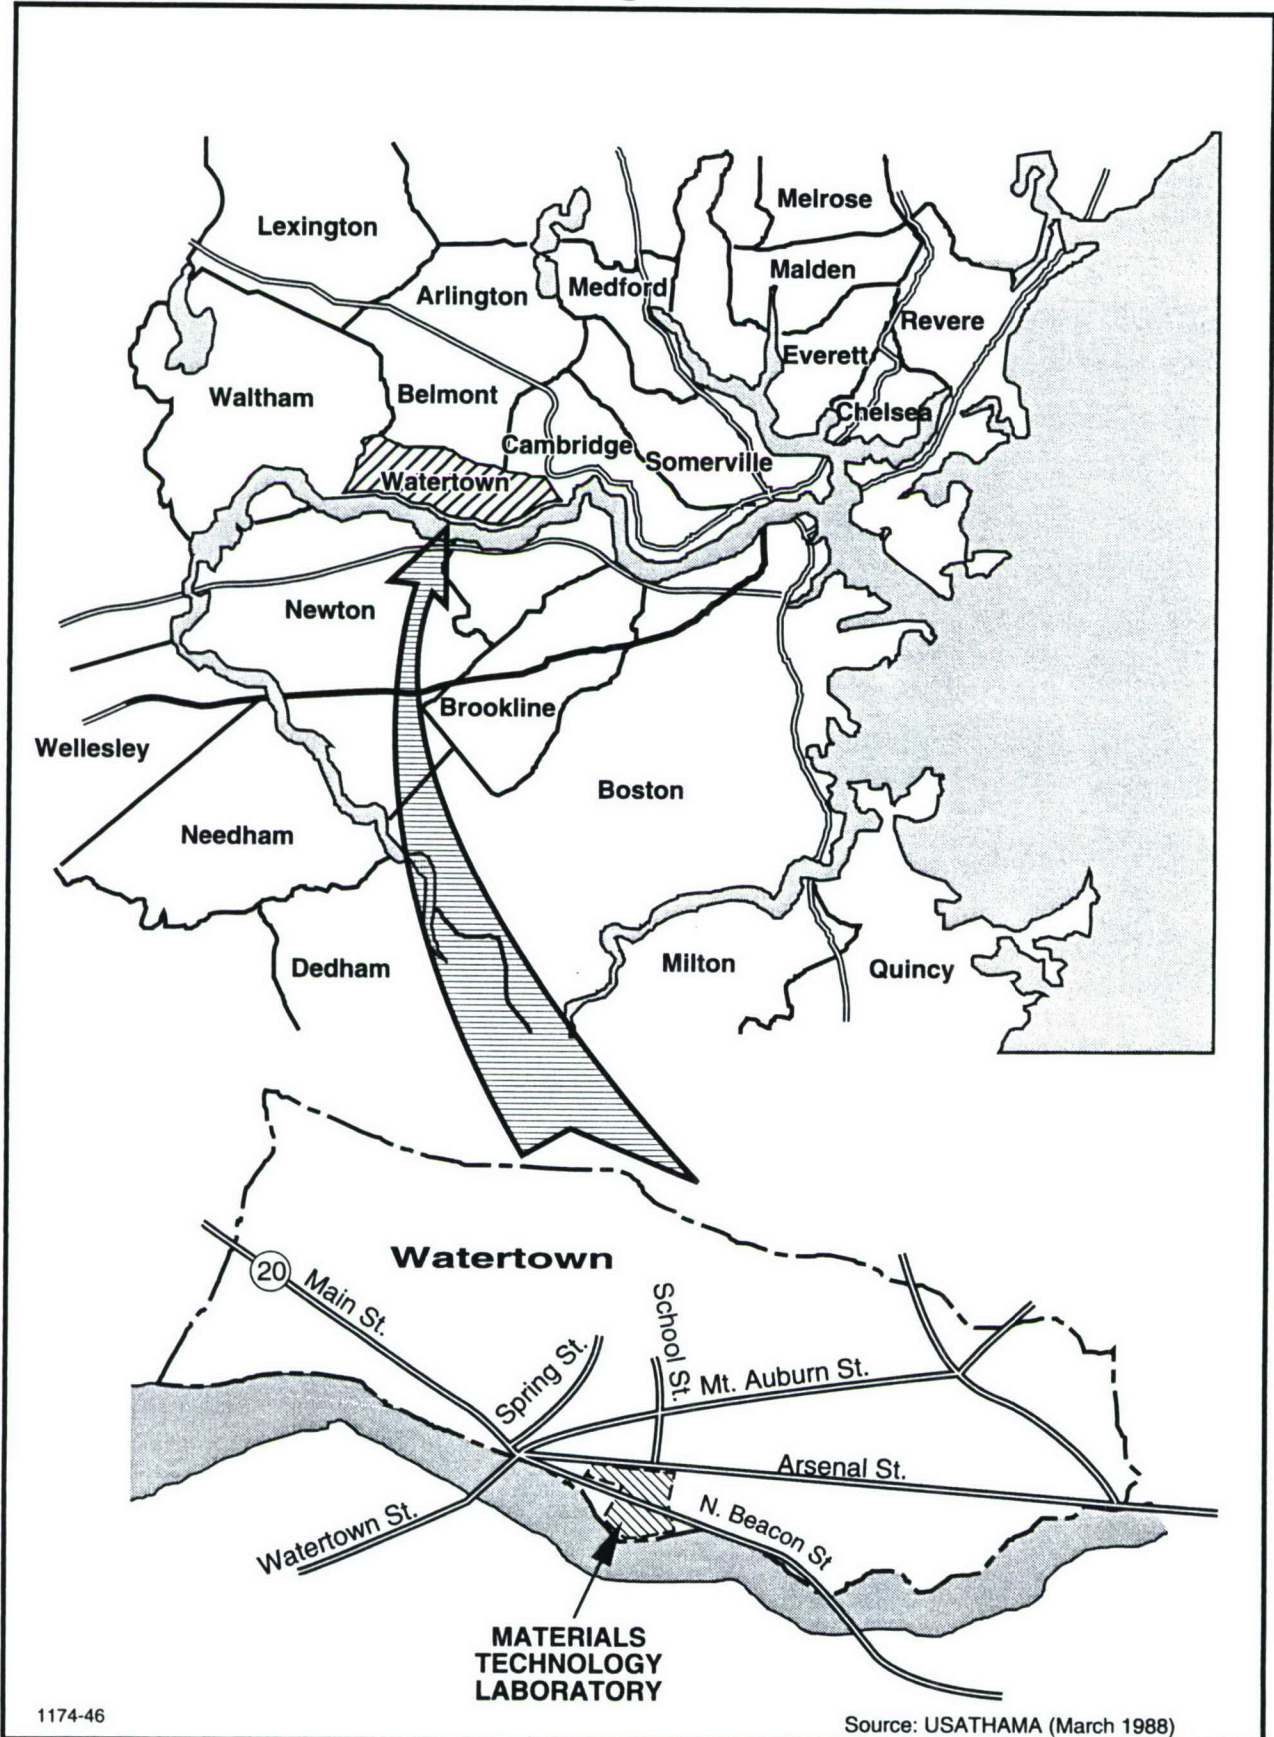 Melrose
Lexington
Malden
Medford
Arlington
Revere
Everett
Waltham
Belmont
Chelsea
Cambridge
Somerville
Watertown
Newton
Brookline
Wellesley
Boston
Needham
Dedham
Milton
Quincy
Watertown
20
Main St.
School St.
Spring St.
Mt. Auburn St.
Arsenal St.
N. Beacon St
Watertown St.
MATERIALS
TECHNOLOGY
LABORATORY
1174-46
Source: USATHAMA (March 1988)